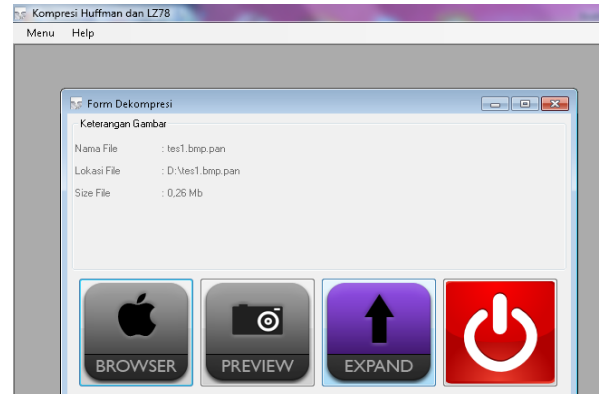 Kompresi Huffman dan LZ78
Menu Help
Form Dekompresi
Keterangan Gambar
Nama File : tes1.bmp.pan
Lokasi File : D:\tes1.bmp.pan
Size File : 0,26 Mb
BROWSER PREVIEW EXPAND